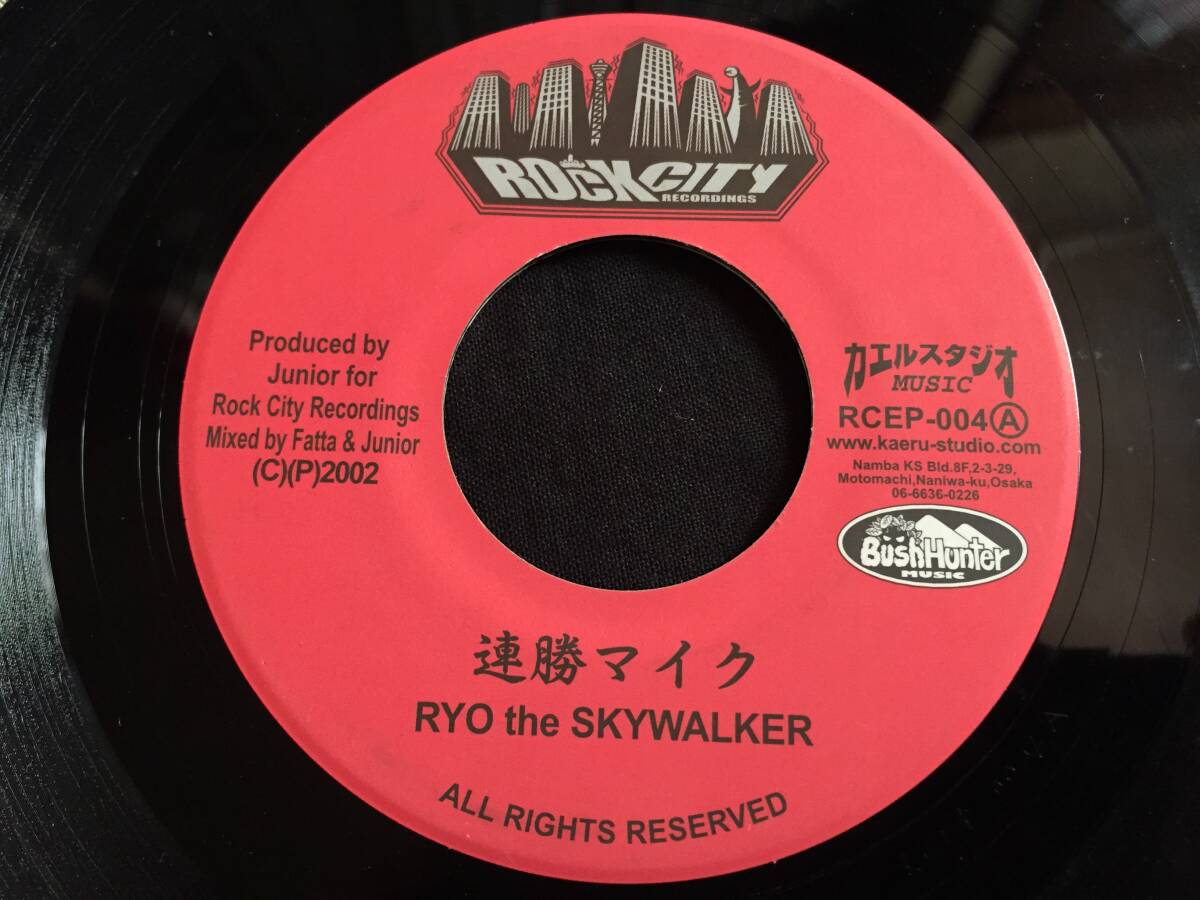 ROCK CITY
RECORDINGS
Produced by
Junior for
Rock City Recordings
Mixed by Fatta & Junior
(C)(P)2002
カエルスタジオ
MUSIC
RCEP-004 Ⓐ
www.kaeru-studio.com
Namba KS Bld.8F,2-3-29,
Motomachi,Naniwa-ku,Osaka
06-6636-0226
BushHunter
MUSIC
連勝マイク
RYO the SKYWALKER
ALL RIGHTS RESERVED